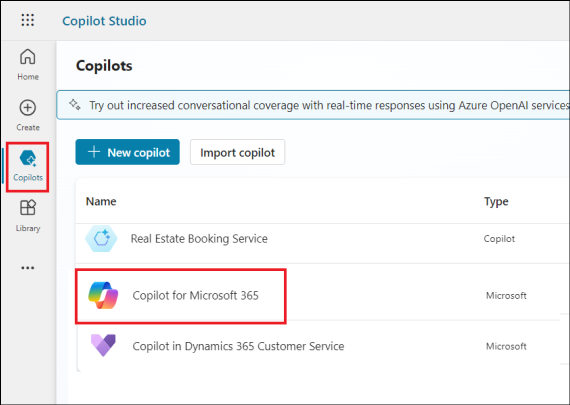 Copilot Studio
Home
Create
Copilots
Library
Copilots
Try out increased conversational coverage with real-time responses using Azure OpenAI services
New copilot
Import copilot
Name Type
Real Estate Booking Service Copilot
Copilot for Microsoft 365 Microsoft
Copilot in Dynamics 365 Customer Service Microsoft